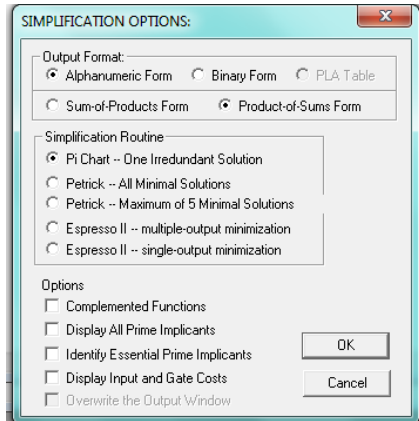 SIMPLIFICATION OPTIONS:
Output Format:
Alphanumeric Form Binary Form PLA Table
Sum-of-Products Form Product-of-Sums Form
Simplification Routine
Pi Chart -- One Irredundant Solution
Petrick -- All Minimal Solutions
Petrick -- Maximum of 5 Minimal Solutions
Espresso II -- multiple-output minimization
Espresso II -- single-output minimization
Options
Complemented Functions
Display All Prime Implicants
Identify Essential Prime Implicants
Display Input and Gate Costs
Overwrite the Output Window
OK
Cancel